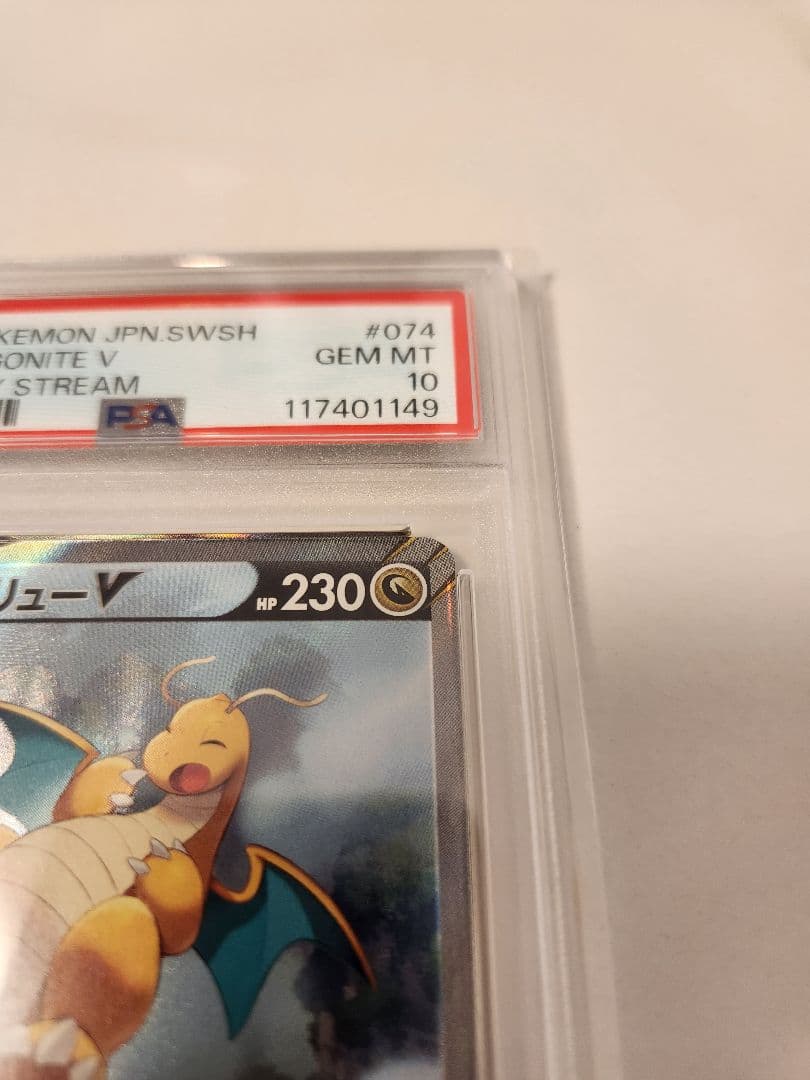 KEMON JPN.SWSH #074
GONITE V GEM MT
STREAM 10
PSA 117401149
リューV HP 230